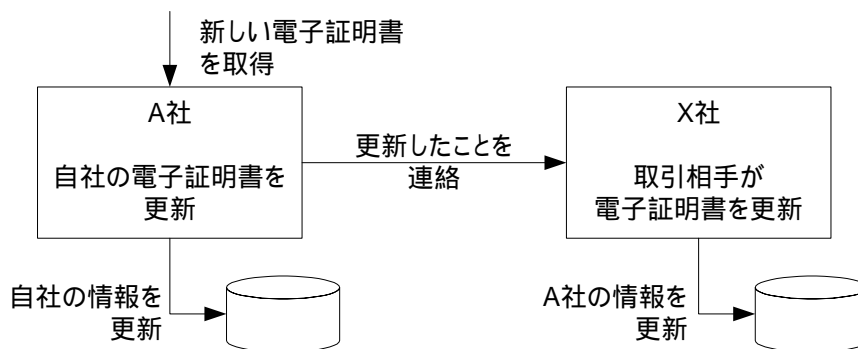 新しい電子証明書
を取得
A社
自社の電子証明書を
更新
更新したことを
連絡
X社
取引相手が
電子証明書を更新
自社の情報を
更新
A社の情報を
更新